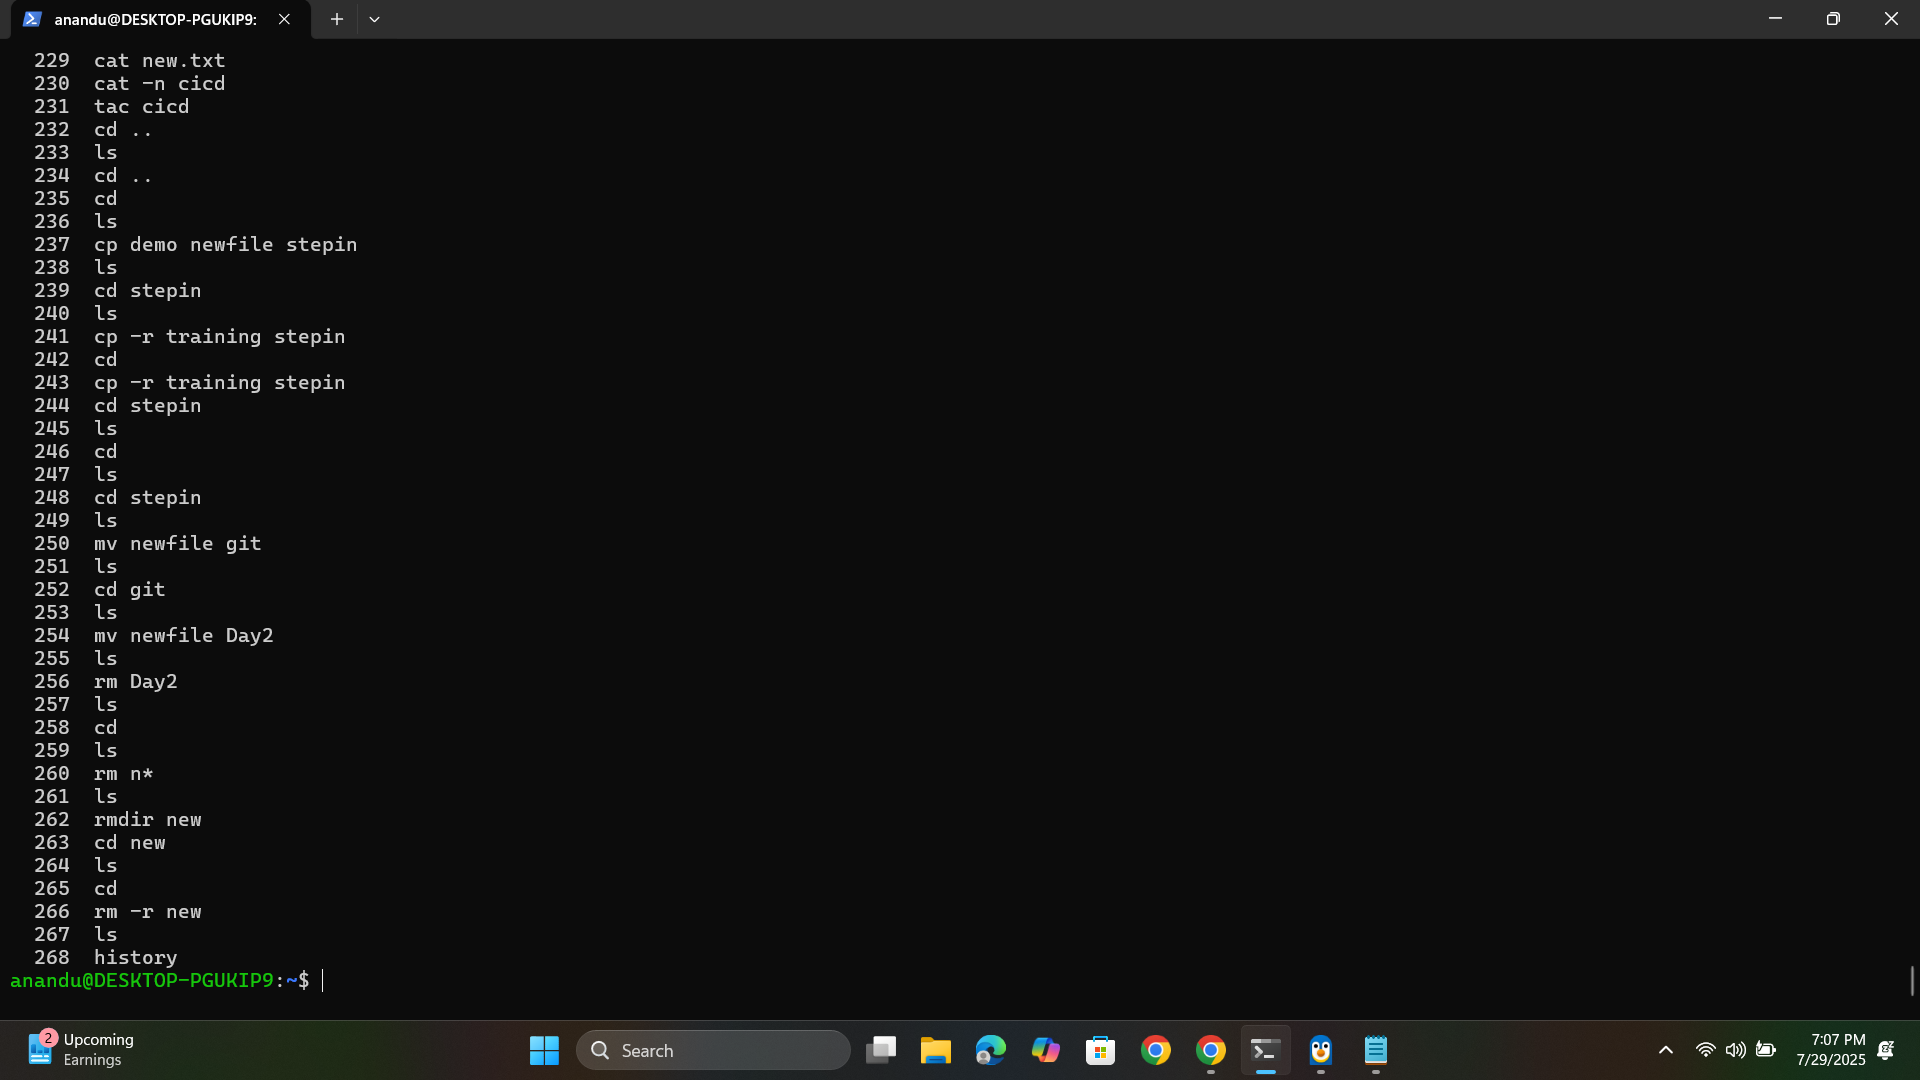 anandu@DESKTOP-PGUKIP9:
229 cat new.txt
230 cat -n cicd
231 tac cicd
232 cd ..
233 ls
234 cd ..
235 cd
236 ls
237 cp demo newfile stepin
238 ls
239 cd stepin
240 ls
241 cp -r training stepin
242 cd
243 cp -r training stepin
244 cd stepin
245 ls
246 cd
247 ls
248 cd stepin
249 ls
250 mv newfile git
251 ls
252 cd git
253 ls
254 mv newfile Day2
255 ls
256 rm Day2
257 ls
258 cd
259 ls
260 rm n*
261 ls
262 rmdir new
263 cd new
264 ls
265 cd
266 rm -r new
267 ls
268 history
anandu@DESKTOP-PGUKIP9:~$
2
Upcoming
Earnings
Search
7:07 PM
7/29/2025